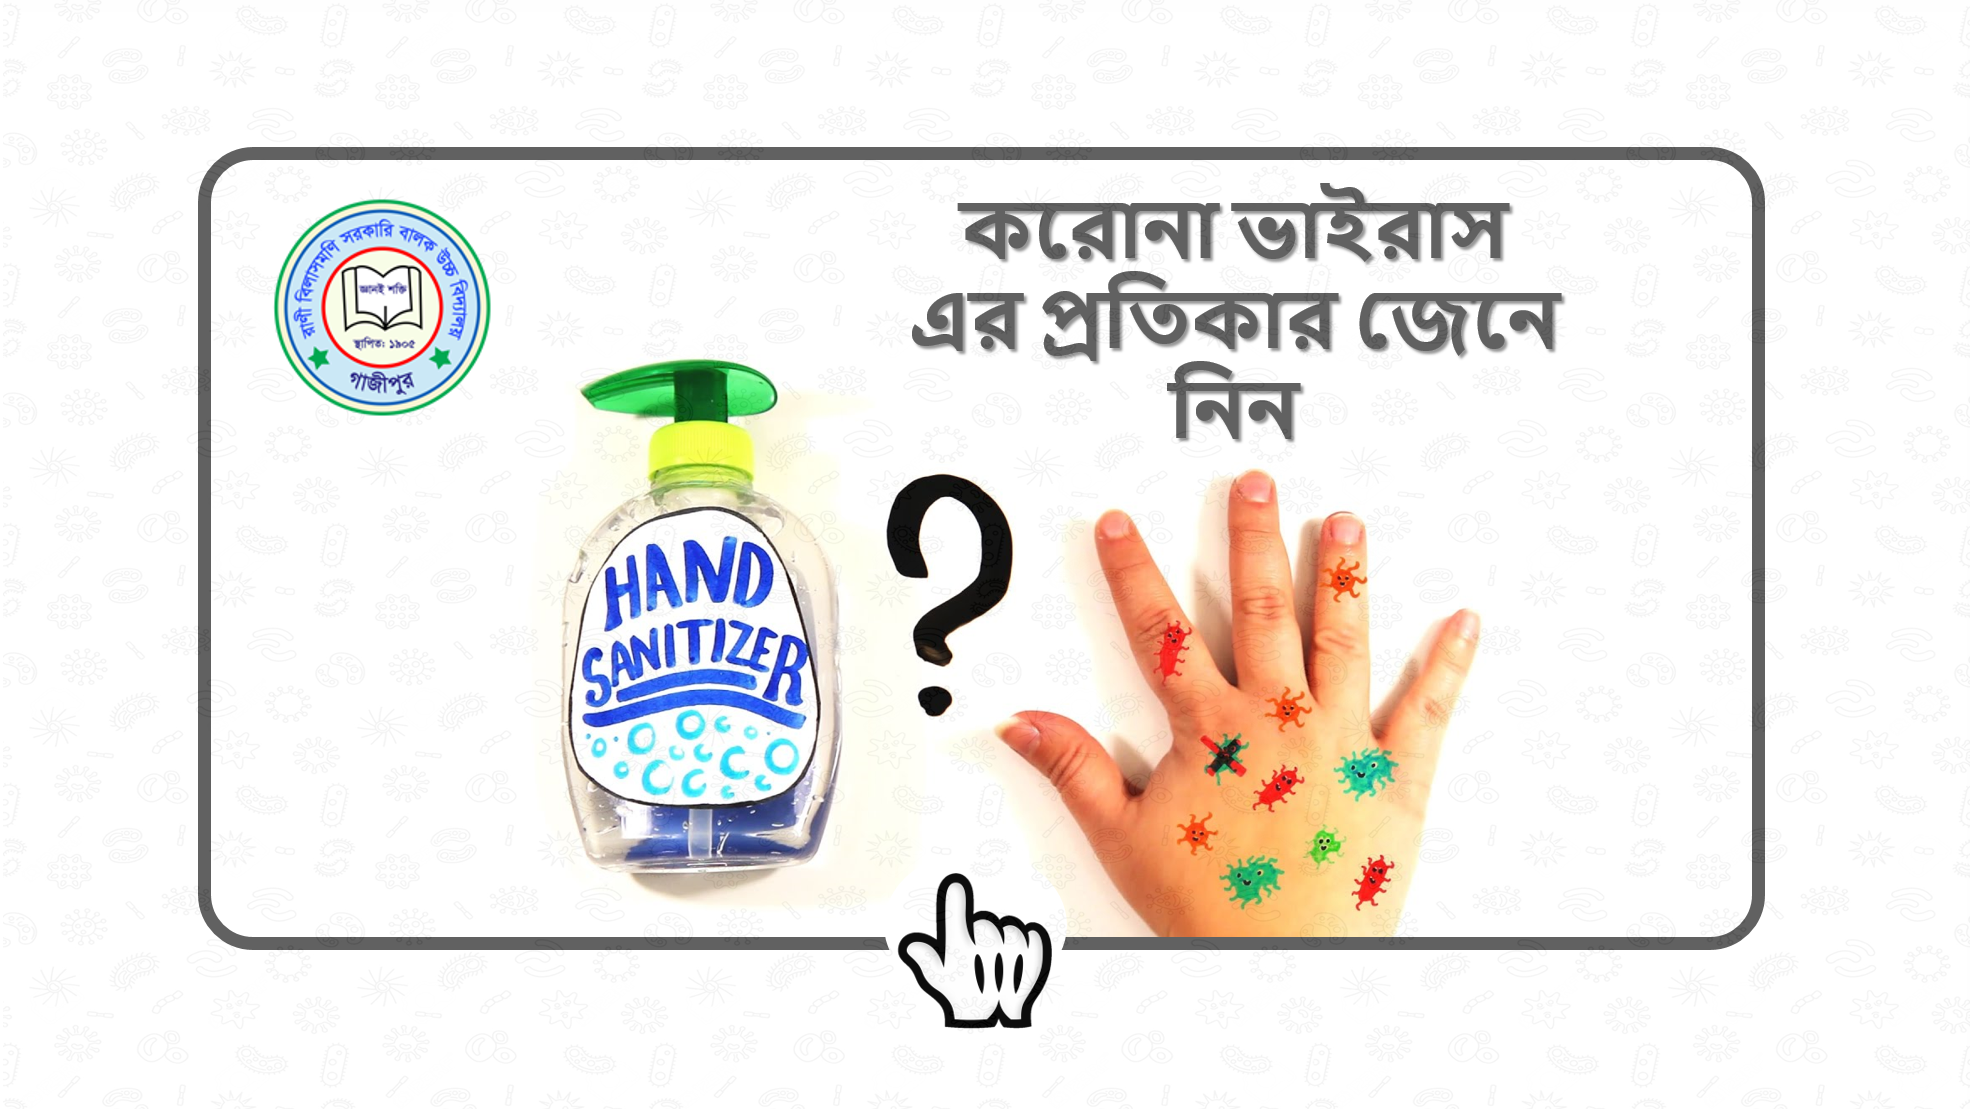 রাণী বিলাসমণি সরকারি বালক উচ্চ বিদ্যালয়
জ্ঞানই শক্তি
স্থাপিত: ১৯০৫
গাজীপুর
করোনা ভাইরাস
এর প্রতিকার জেনে
নিন
HAND
SANITIZER
?